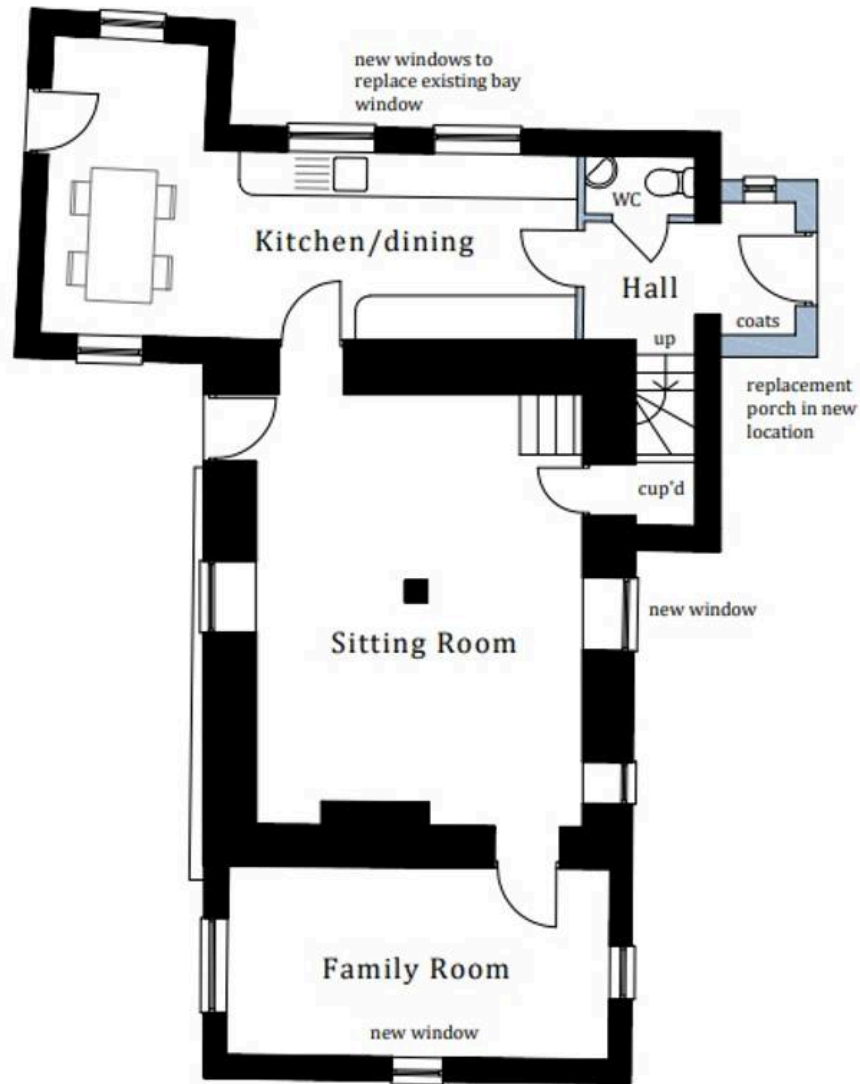 new windows to
replace existing bay
window
WC
Kitchen/dining
Hall
coats
up
replacement
porch in new
location
cup'd
new window
Sitting Room
Family Room
new window